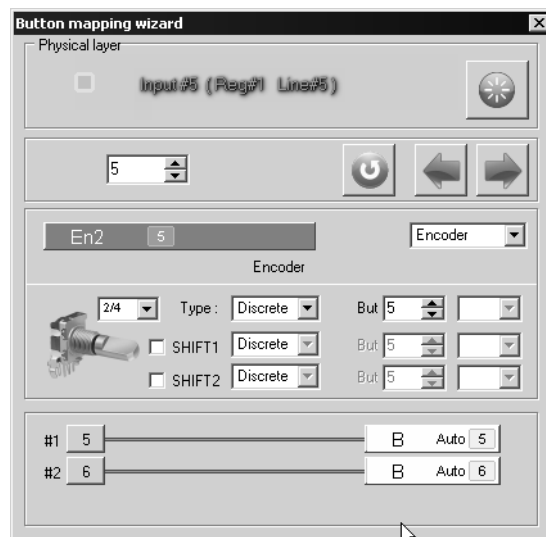 Button mapping wizard
Physical layer
Input#5 (Reg#1 Line#5)
5
En2 5 Encoder
Encoder
2/4 Type : Discrete But 5
SHIFT1 Discrete But 5
SHIFT2 Discrete But 5
#1 5 B Auto 5
#2 6 B Auto 6